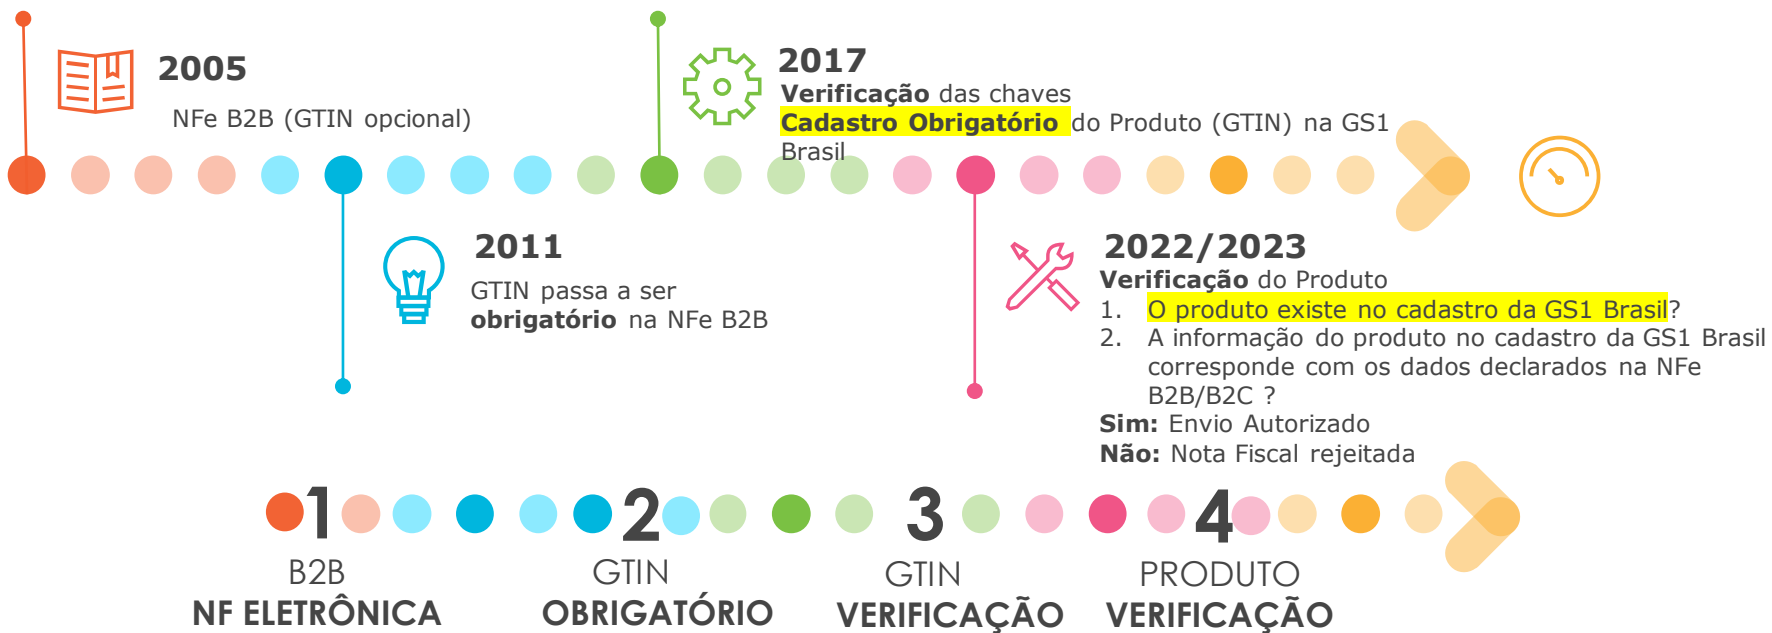 2005
NFe B2B (GTIN opcional)
2017
Verificação das chaves
Cadastro Obrigatório do Produto (GTIN) na GS1
Brasil
2011
GTIN passa a ser
obrigatório na NFe B2B
2022/2023
Verificação do Produto
1. O produto existe no cadastro da GS1 Brasil?
2. A informação do produto no cadastro da GS1 Brasil
corresponde com os dados declarados na NFe
B2B/B2C ?
Sim: Envio Autorizado
Não: Nota Fiscal rejeitada
1
B2B
NF ELETRÔNICA
2
GTIN
OBRIGATÓRIO
3
GTIN
VERIFICAÇÃO
4
PRODUTO
VERIFICAÇÃO